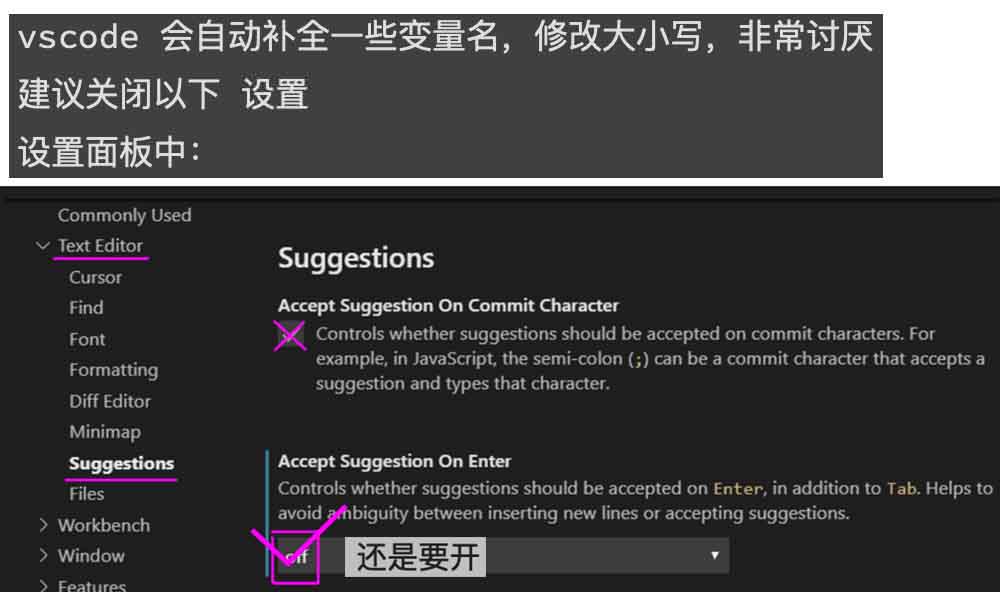 vscode 会自动补全一些变量名，修改大小写，非常讨厌
建议关闭以下 设置
设置面板中：
Commonly Used
Text Editor
Cursor
Find
Font
Formatting
Diff Editor
Minimap
Suggestions
Files
Workbench
Window
Features
Suggestions
Accept Suggestion On Commit Character
Controls whether suggestions should be accepted on commit characters. For
example, in JavaScript, the semi-colon (;) can be a commit character that accepts a
suggestion and types that character.
Accept Suggestion On Enter
Controls whether suggestions should be accepted on Enter, in addition to Tab. Helps to
avoid ambiguity between inserting new lines or accepting suggestions.
off 还是要开